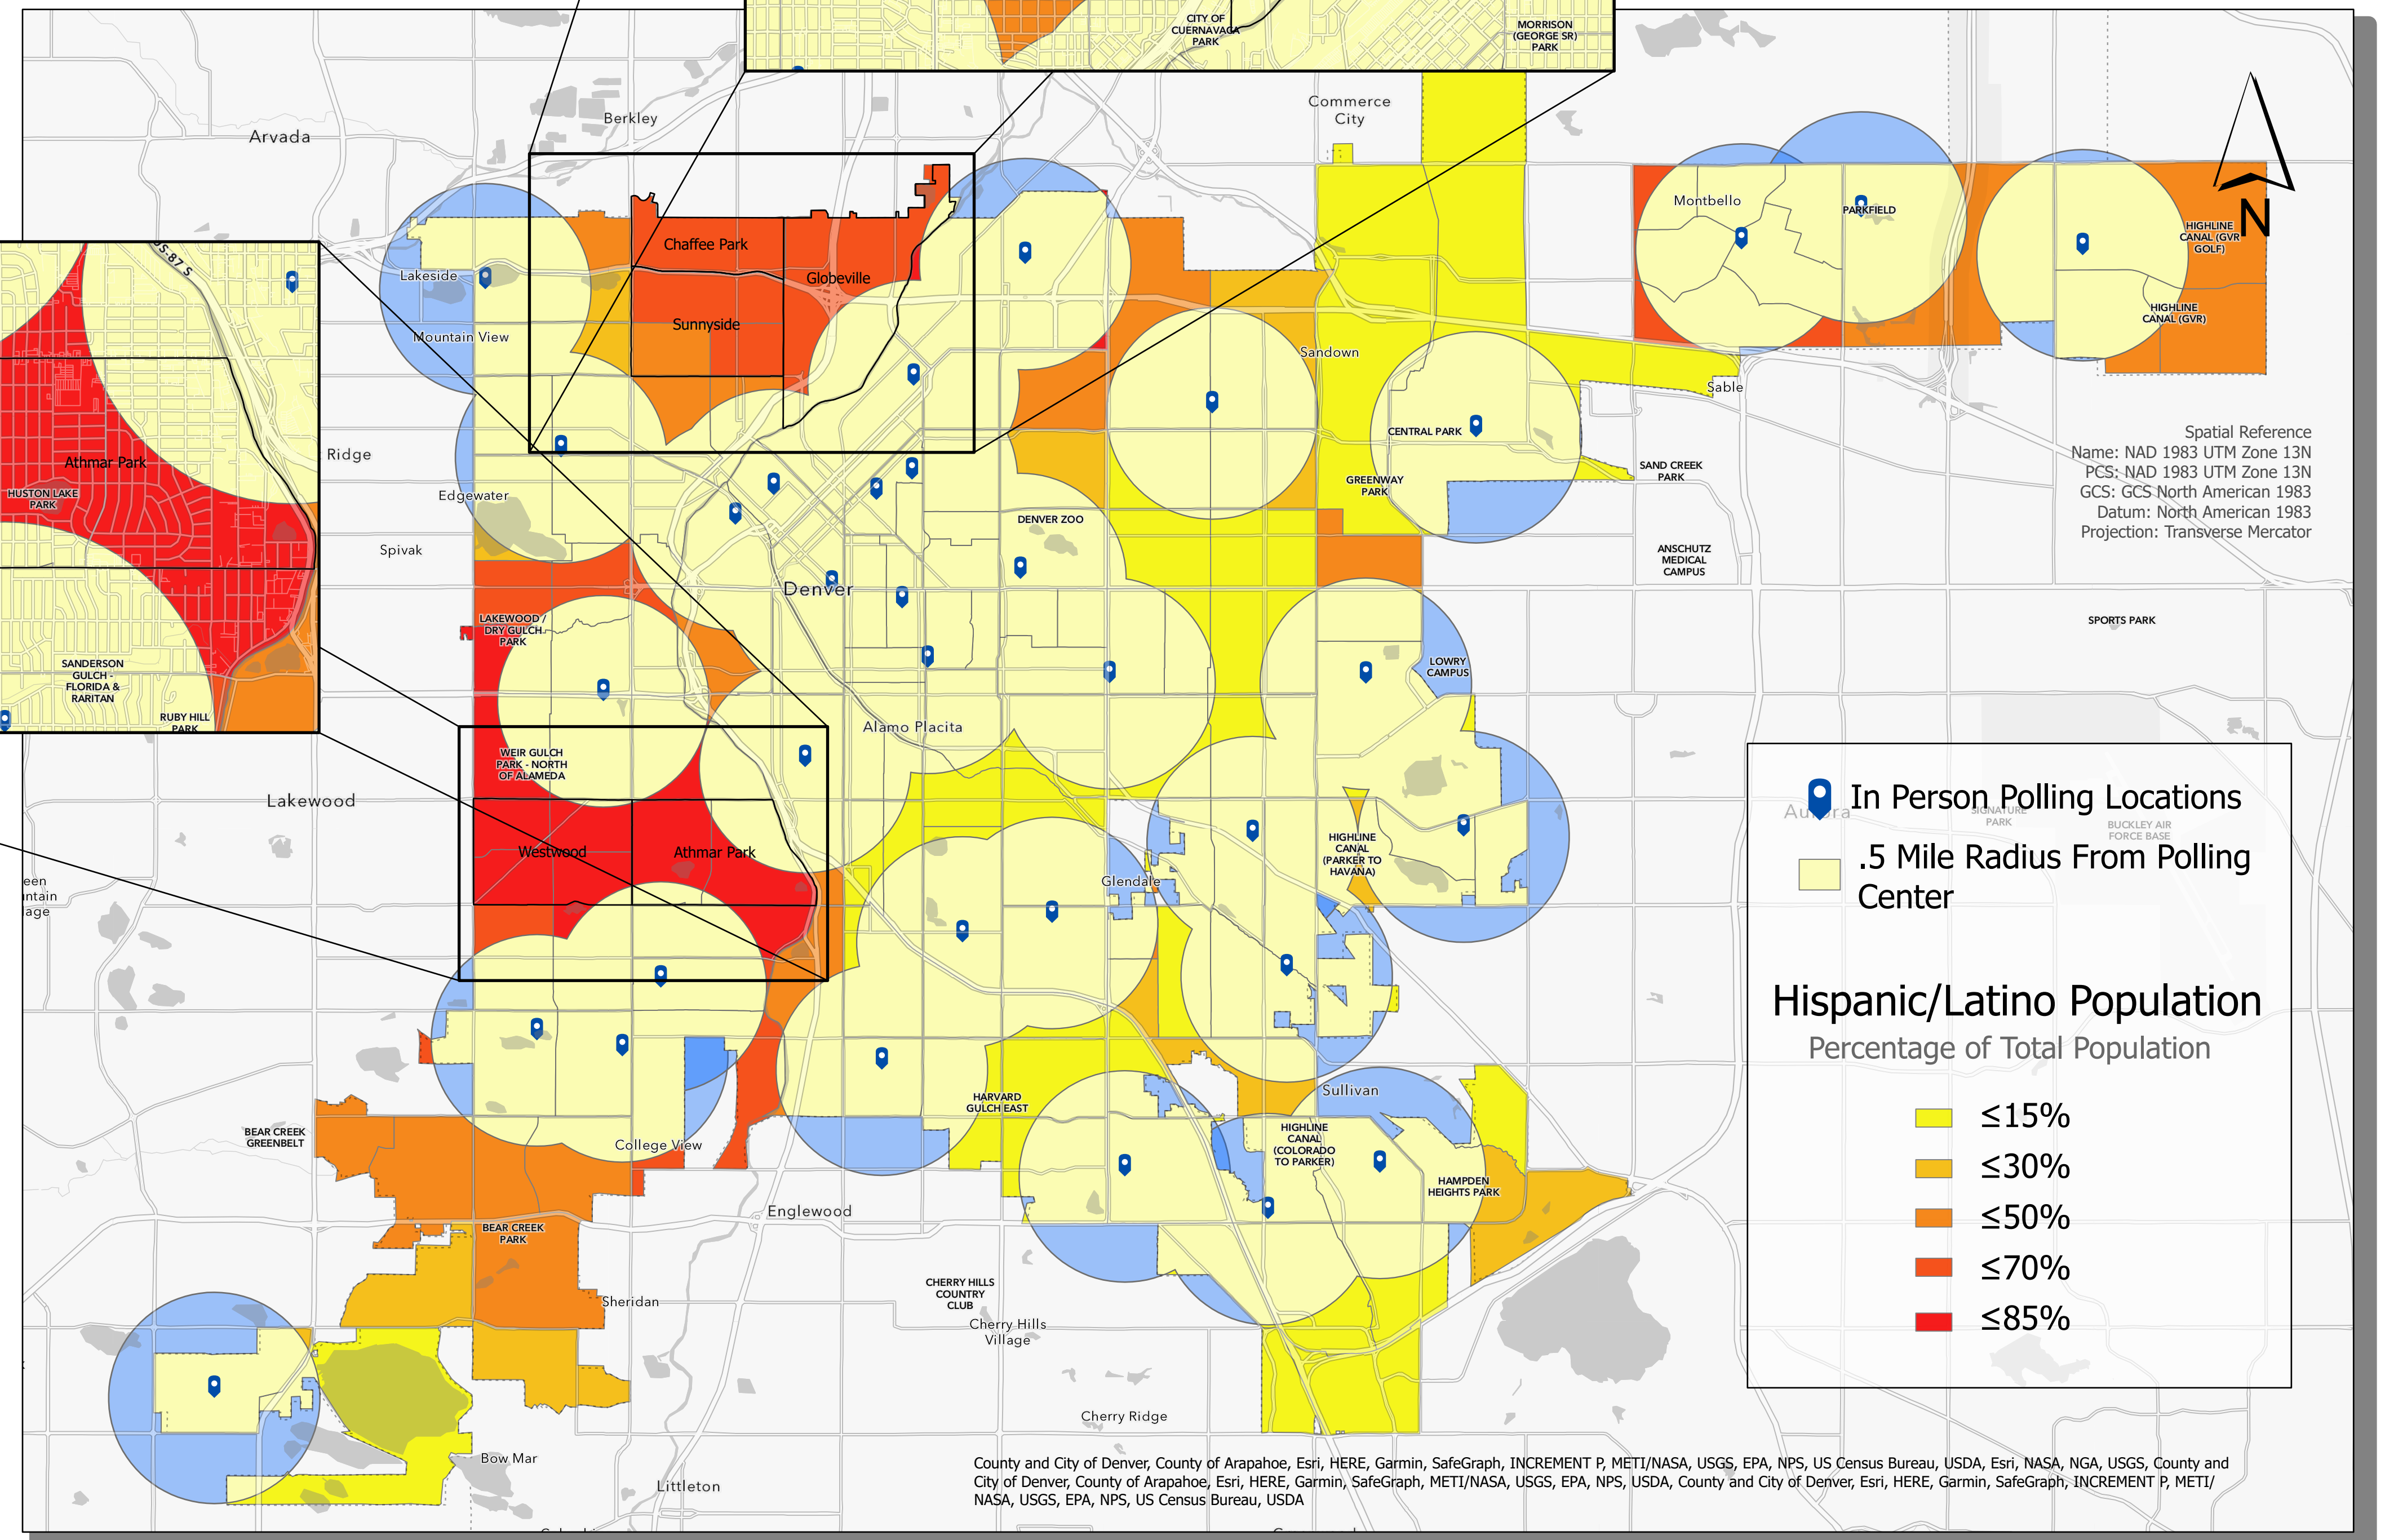 CITY OF
CUERNAVACA
PARK
MORRISON
(GEORGE SR)
PARK
Commerce
City
Berkley
Arvada
Montbello
PARKFIELD
HIGHLINE
CANAL (GVR
GOLF)
N
Chaffee Park
Globeville
Sunnyside
Lakeside
Mountain View
HIGHLINE
CANAL (GVR)
US-87 S
Sandown
Sable
CENTRAL PARK
Spatial Reference
Name: NAD 1983 UTM Zone 13N
PCS: NAD 1983 UTM Zone 13N
GCS: GCS North American 1983
Datum: North American 1983
Projection: Transverse Mercator
Ridge
Athmar Park
HUSTON LAKE
PARK
Edgewater
SAND CREEK
PARK
GREENWAY
PARK
DENVER ZOO
Spivak
ANSCHUTZ
MEDICAL
CAMPUS
Denver
LAKEWOOD /
DRY GULCH
PARK
SPORTS PARK
SANDERSON
GULCH -
FLORIDA &
RARITAN
RUBY HILL
PARK
LOWRY
CAMPUS
Alamo Placita
WEIR GULCH
PARK - NORTH
OF ALAMEDA
Lakewood
Westwood
Athmar Park
HIGHLINE
CANAL
(PARKER TO
HAVANA)
Glendale
een
ntain
lage
In Person Polling Locations
Aurora
SIGNATURE
PARK
BUCKLEY AIR
FORCE BASE
.5 Mile Radius From Polling
Center
Hispanic/Latino Population
Percentage of Total Population
≤15%
≤30%
≤50%
≤70%
≤85%
Sullivan
HARVARD
GULCH EAST
BEAR CREEK
GREENBELT
College View
HIGHLINE
CANAL
(COLORADO
TO PARKER)
HAMPDEN
HEIGHTS PARK
Englewood
BEAR CREEK
PARK
CHERRY HILLS
COUNTRY
CLUB
Sheridan
Cherry Hills
Village
Cherry Ridge
Bow Mar
Littleton
County and City of Denver, County of Arapahoe, Esri, HERE, Garmin, SafeGraph, INCREMENT P, METI/NASA, USGS, EPA, NPS, US Census Bureau, USDA, Esri, NASA, NGA, USGS, County and
City of Denver, County of Arapahoe, Esri, HERE, Garmin, SafeGraph, METI/NASA, USGS, EPA, NPS, USDA, County and City of Denver, Esri, HERE, Garmin, SafeGraph, INCREMENT P, METI/
NASA, USGS, EPA, NPS, US Census Bureau, USDA